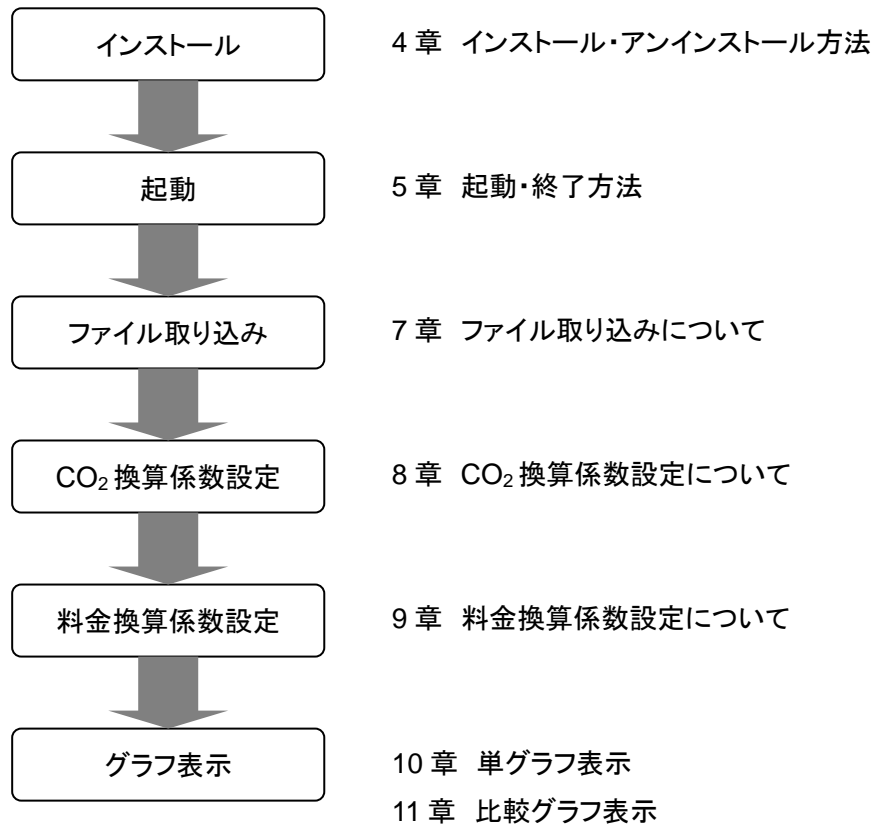 インストール 4 章 インストール・アンインストール方法
起動 5 章 起動・終了方法
ファイル取り込み 7 章 ファイル取り込みについて
CO₂ 換算係数設定 8 章 CO₂ 換算係数設定について
料金換算係数設定 9 章 料金換算係数設定について
グラフ表示 10 章 単グラフ表示
11 章 比較グラフ表示